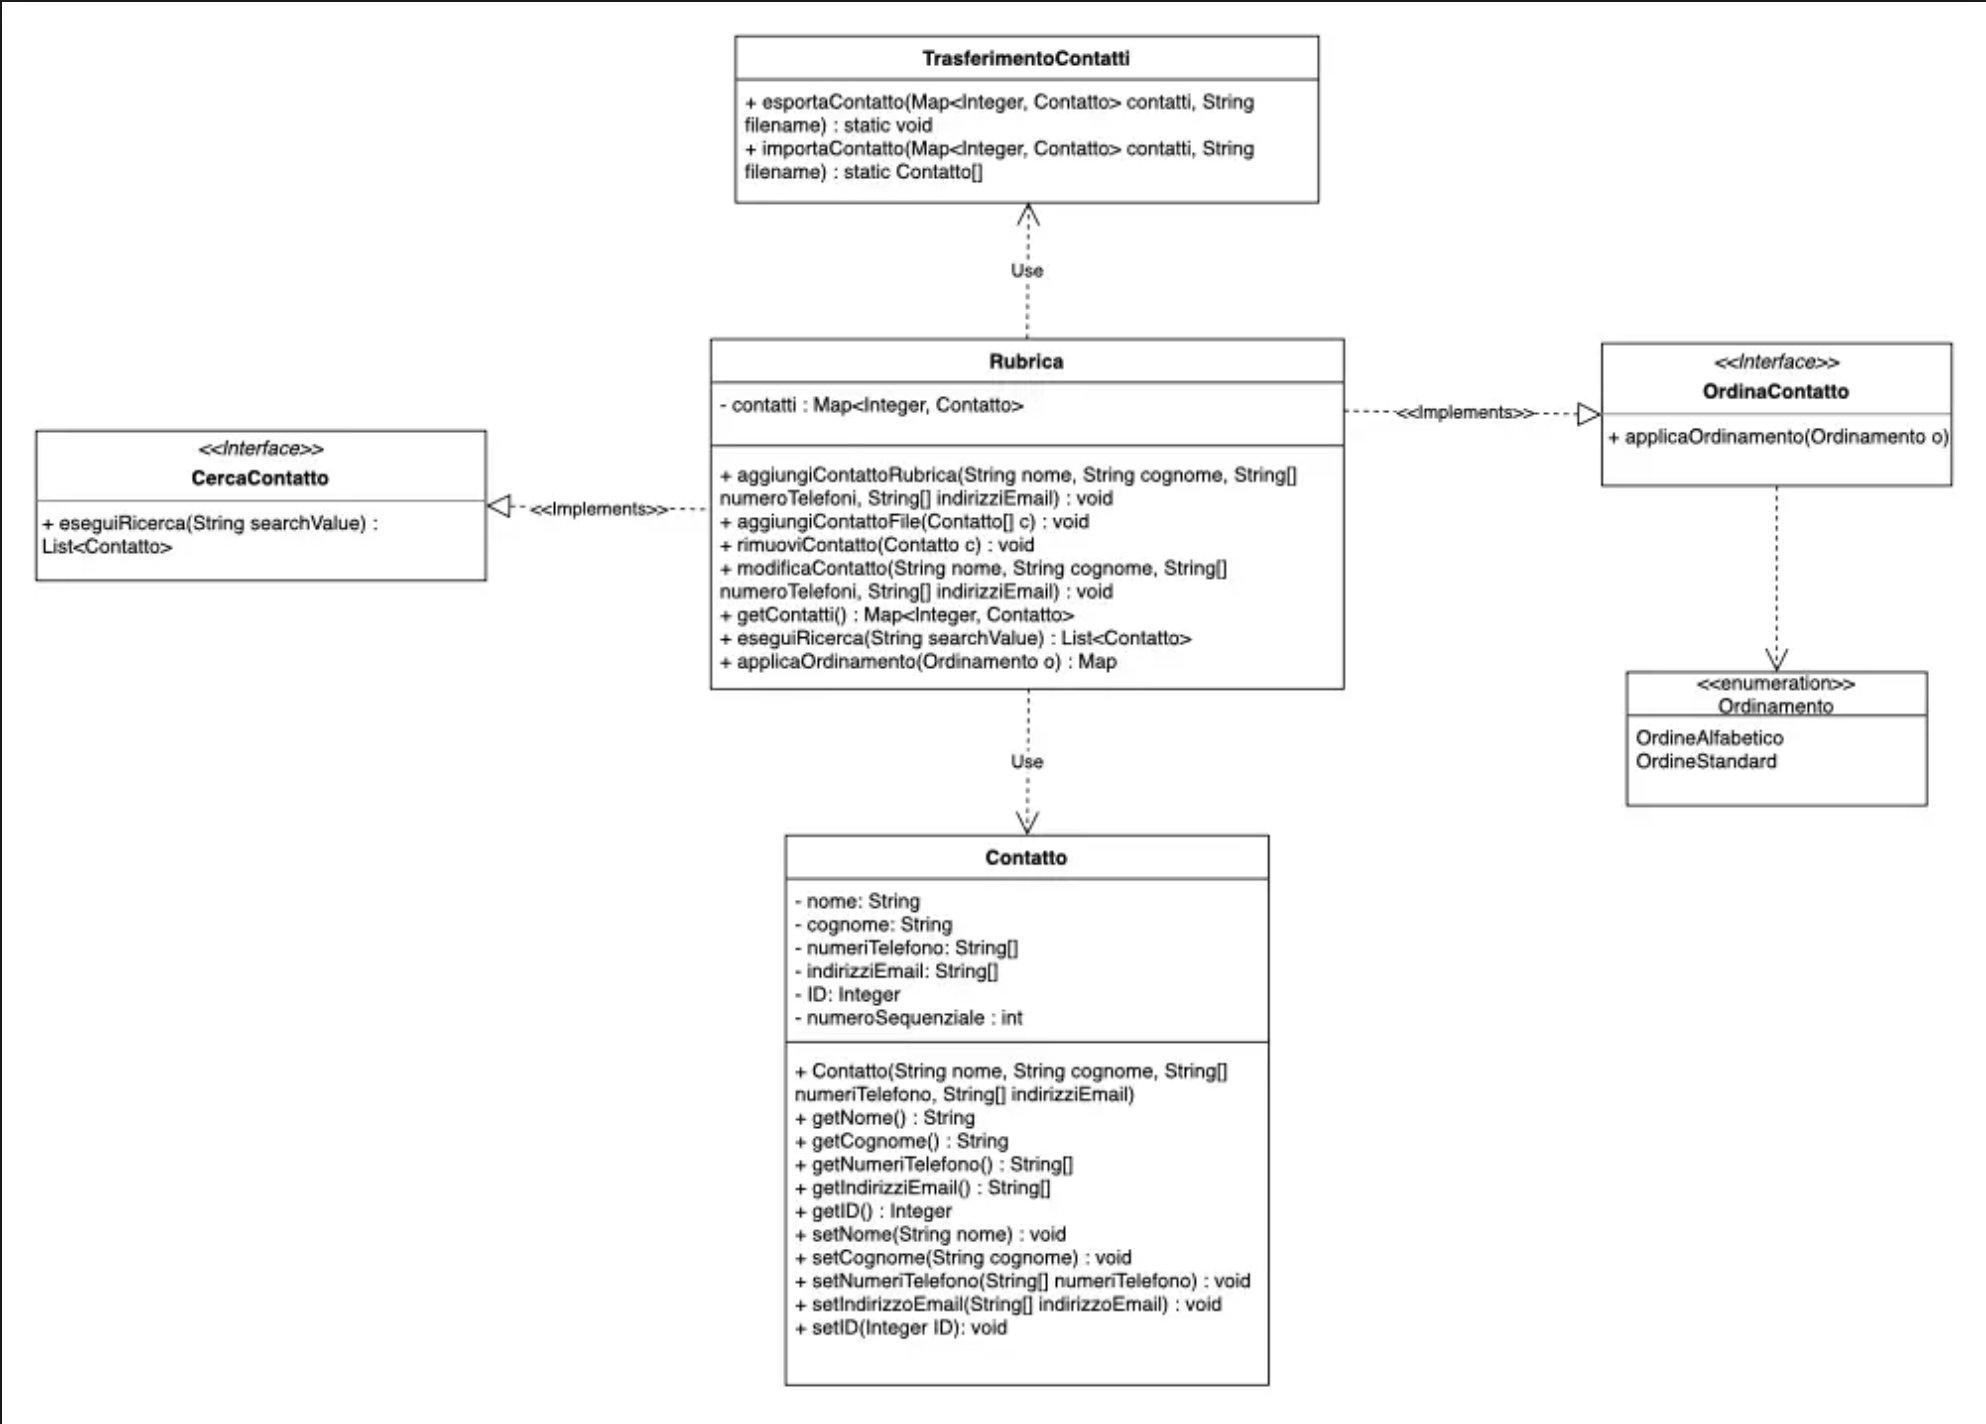 TrasferimentoContatti
+ esportaContatto(Map<Integer, Contatto> contatti, String
filename) : static void
+ importaContatto(Map<Integer, Contatto> contatti, String
filename) : static Contatto[]
Use
Rubrica
- contatti : Map<Integer, Contatto>
+ aggiungiContattoRubrica(String nome, String cognome, String[]
numeroTelefoni, String[] indirizziEmail) : void
+ aggiungiContattoFile(Contatto[] c) : void
+ rimuoviContatto(Contatto c) : void
+ modificaContatto(String nome, String cognome, String[]
numeroTelefoni, String[] indirizziEmail) : void
+ getContatti() : Map<Integer, Contatto>
+ eseguiRicerca(String searchValue) : List<Contatto>
+ applicaOrdinamento(Ordinamento o) : Map
<<Implements>>
<<Interface>>
OrdinaContatto
+ applicaOrdinamento(Ordinamento o)
<<Interface>>
CercaContatto
+ eseguiRicerca(String searchValue) :
List<Contatto>
<<Implements>>
<<enumeration>>
Ordinamento
OrdineAlfabetico
OrdineStandard
Use
Contatto
- nome: String
- cognome: String
- numeriTelefono: String[]
- indirizziEmail: String[]
- ID: Integer
- numeroSequenziale : int
+ Contatto(String nome, String cognome, String[]
numeriTelefono, String[] indirizziEmail)
+ getNome() : String
+ getCognome() : String
+ getNumeriTelefono() : String[]
+ getIndirizziEmail() : String[]
+ getID() : Integer
+ setNome(String nome) : void
+ setCognome(String cognome) : void
+ setNumeriTelefono(String[] numeriTelefono) : void
+ setIndirizzoEmail(String[] indirizzoEmail) : void
+ setID(Integer ID): void